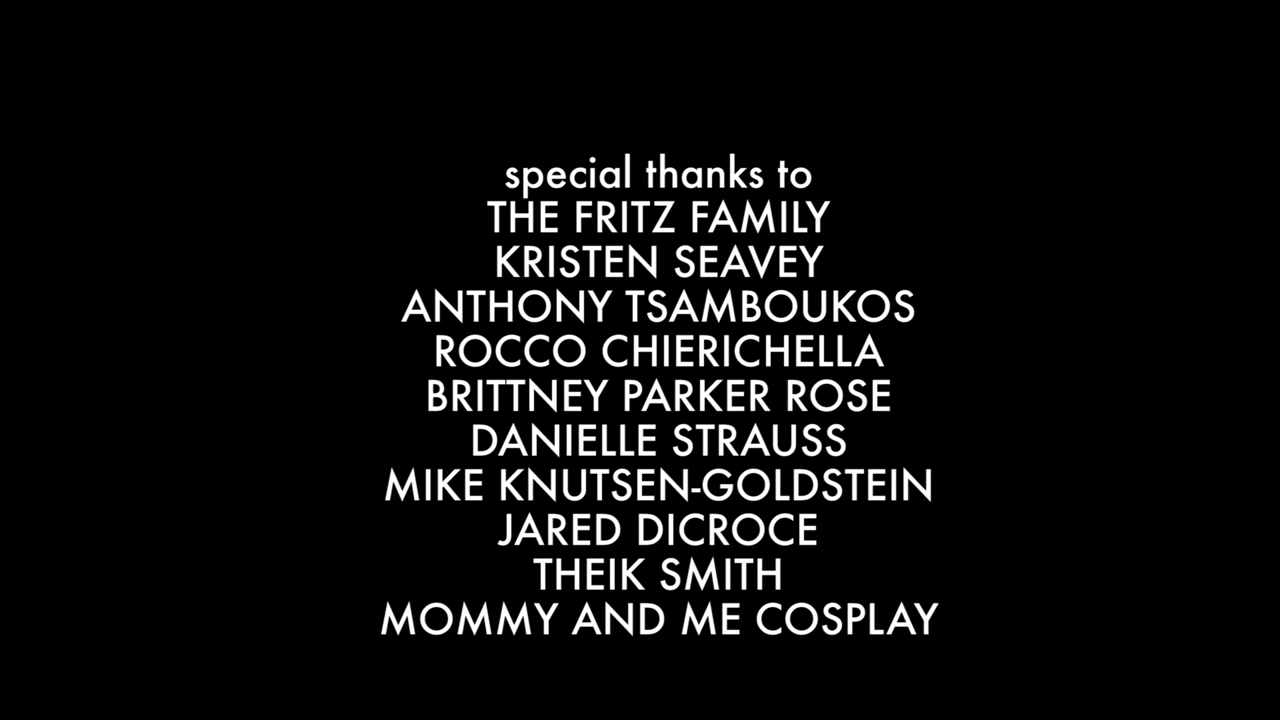 special thanks to
THE FRITZ FAMILY
KRISTEN SEAVEY
ANTHONY TSAMBOUKOS
ROCCO CHIERICHELLA
BRITTNEY PARKER ROSE
DANIELLE STRAUSS
MIKE KNUTSEN-GOLDSTEIN
JARED DICROCE
THEIK SMITH
MOMMY AND ME COSPLAY